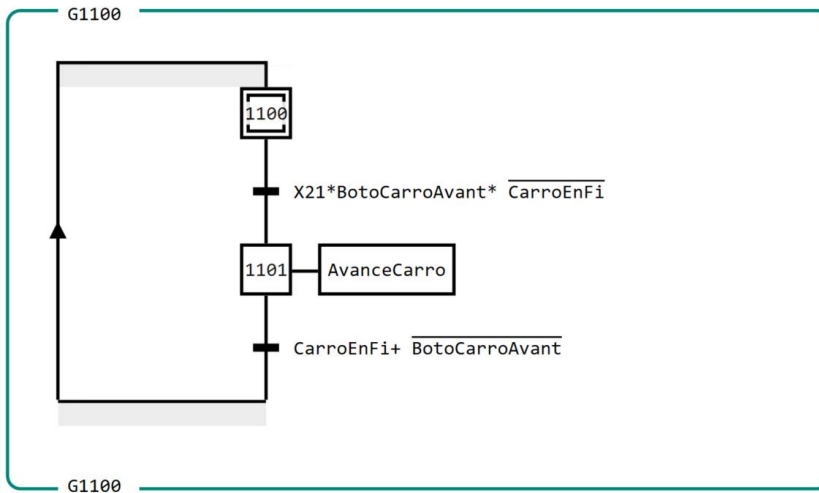 G1100
1100
X21*BotoCarroAvant* CarroEnFi
1101 AvanceCarro
CarroEnFi+ BotoCarroAvant
G1100